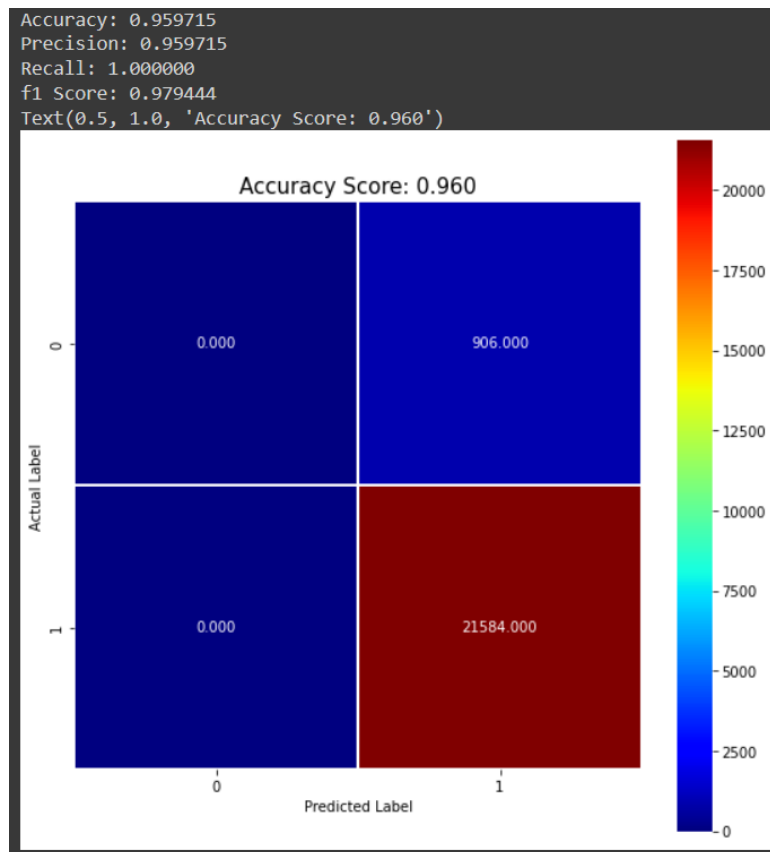 Accuracy: 0.959715
Precision: 0.959715
Recall: 1.000000
f1 Score: 0.979444
Text(0.5, 1.0, 'Accuracy Score: 0.960')
Accuracy Score: 0.960
20000
17500
15000
12500
10000
7500
5000
2500
0
Actual Label
0
0.000
906.000
1
0.000
21584.000
0
1
Predicted Label